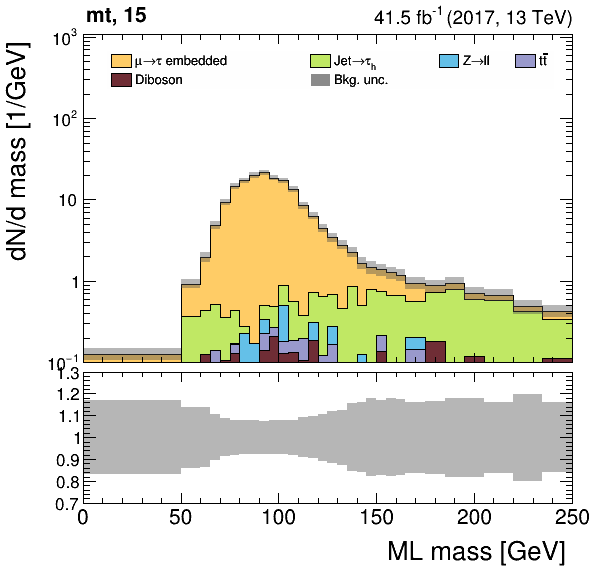 mt, 15 41.5 fb⁻¹ (2017, 13 TeV)
dN/d mass [1/GeV]
10³
μ→τ embedded Jet→τₕ Z→ll tt̄
Diboson Bkg. unc.
10²
10
1
10⁻¹
1.3
1.2
1.1
1
0.9
0.8
0.7
0 50 100 150 200 250
ML mass [GeV]